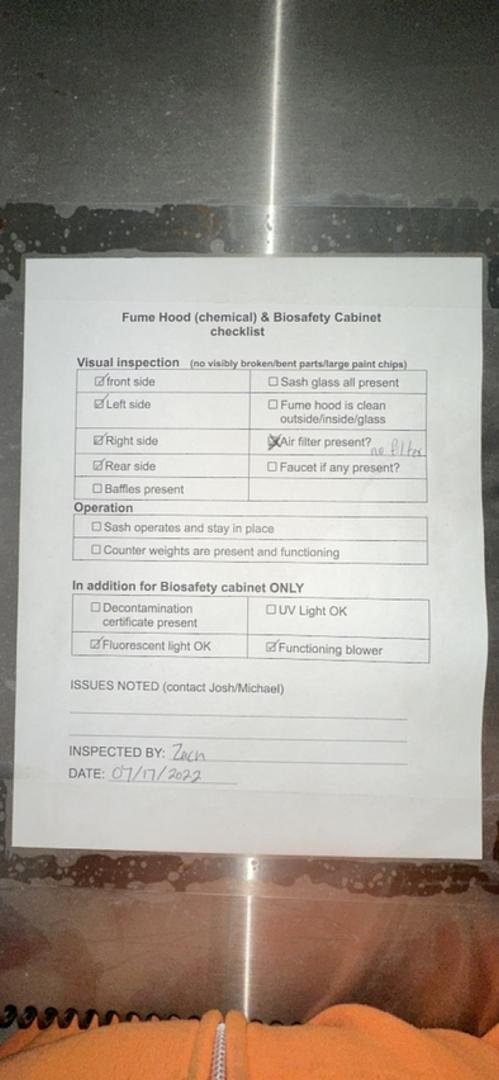 Fume Hood (chemical) & Biosafety Cabinet
checklist
Visual inspection (no visibly broken/bent parts/large paint chips)
☑ front side
☐ Sash glass all present
☑ Left side
☐ Fume hood is clean
outside/inside/glass
☑ Right side
☒ Air filter present? no filter
☑ Rear side
☐ Faucet if any present?
☐ Baffles present
Operation
☐ Sash operates and stay in place
☐ Counter weights are present and functioning
In addition for Biosafety cabinet ONLY
☐ Decontamination
certificate present
☐ UV Light OK
☑ Fluorescent light OK
☑ Functioning blower
ISSUES NOTED (contact Josh/Michael)
INSPECTED BY: Zach
DATE: 07/17/2022